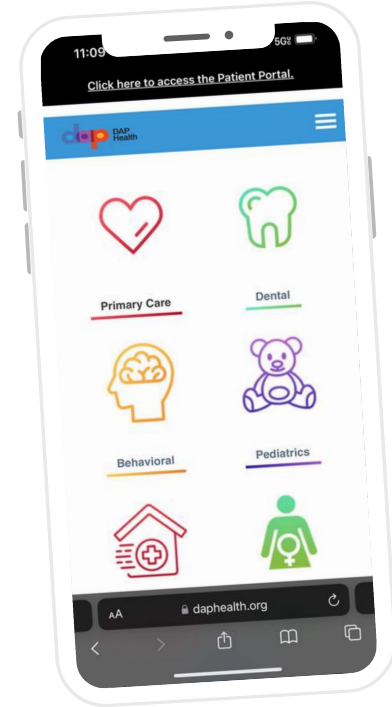 11:09
5G
Click here to access the Patient Portal.
dap DAP
Health
Primary Care
Dental
Behavioral
Pediatrics
AA
daphealth.org